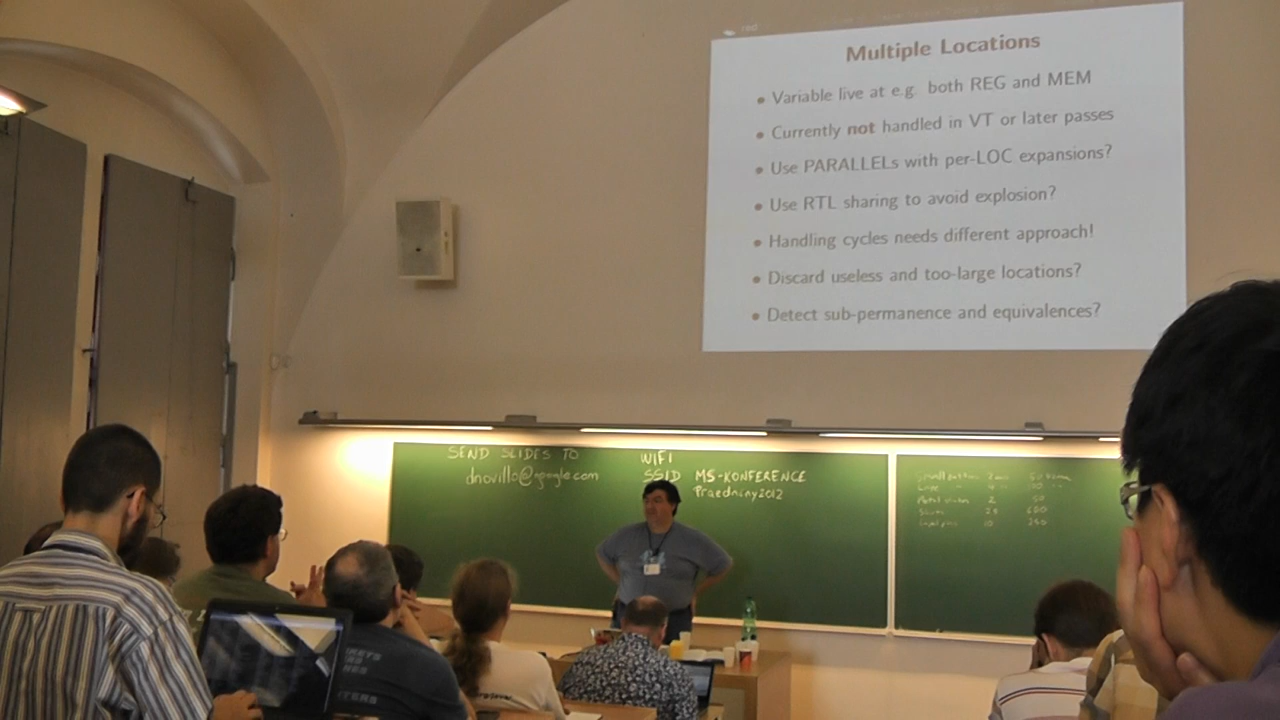 Multiple Locations
Variable live at e.g. both REG and MEM
Currently not handled in VT or later passes
Use PARALLELs with per-LOC expansions?
Use RTL sharing to avoid explosion?
Handling cycles needs different approach!
Discard useless and too-large locations?
Detect sub-permanence and equivalences?
SEND SLIDES TO
dnovillo@google.com
WIFI
SSID MS-KONFERENCE
Praedniny2012